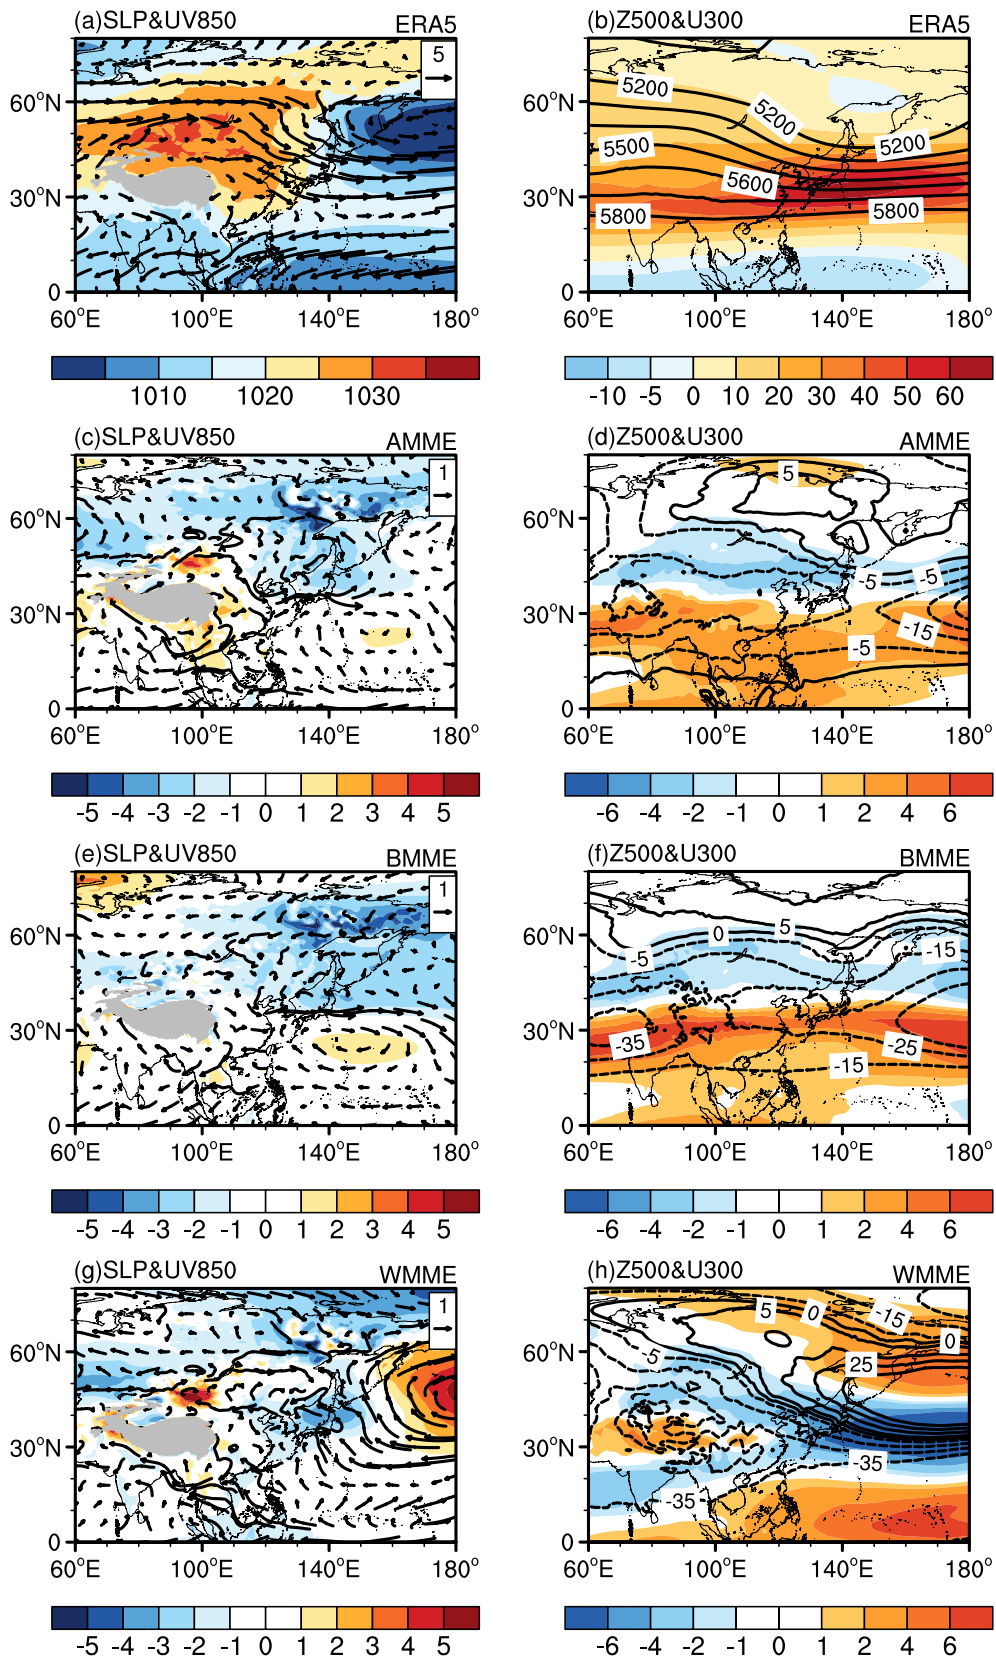 (a)SLP&UV850 ERA5
5
60°N
30°N
0
60°E 100°E 140°E 180°
1010 1020 1030
(b)Z500&U300 ERA5
5200
5200
5200
5500
5600
5800
5800
60°N
30°N
0
60°E 100°E 140°E 180°
-10 -5 0 10 20 30 40 50 60
(c)SLP&UV850 AMME
1
60°N
30°N
0
60°E 100°E 140°E 180°
-5 -4 -3 -2 -1 0 1 2 3 4 5
(d)Z500&U300 AMME
5
-5
-5
-15
-5
60°N
30°N
0
60°E 100°E 140°E 180°
-6 -4 -2 -1 0 1 2 4 6
(e)SLP&UV850 BMME
1
60°N
30°N
0
60°E 100°E 140°E 180°
-5 -4 -3 -2 -1 0 1 2 3 4 5
(f)Z500&U300 BMME
0
5
-5
-15
-35
-25
-15
60°N
30°N
0
60°E 100°E 140°E 180°
-6 -4 -2 -1 0 1 2 4 6
(g)SLP&UV850 WMME
1
60°N
30°N
0
60°E 100°E 140°E 180°
-5 -4 -3 -2 -1 0 1 2 3 4 5
(h)Z500&U300 WMME
5
0
-15
0
-5
25
-35
-35
60°N
30°N
0
60°E 100°E 140°E 180°
-6 -4 -2 -1 0 1 2 4 6